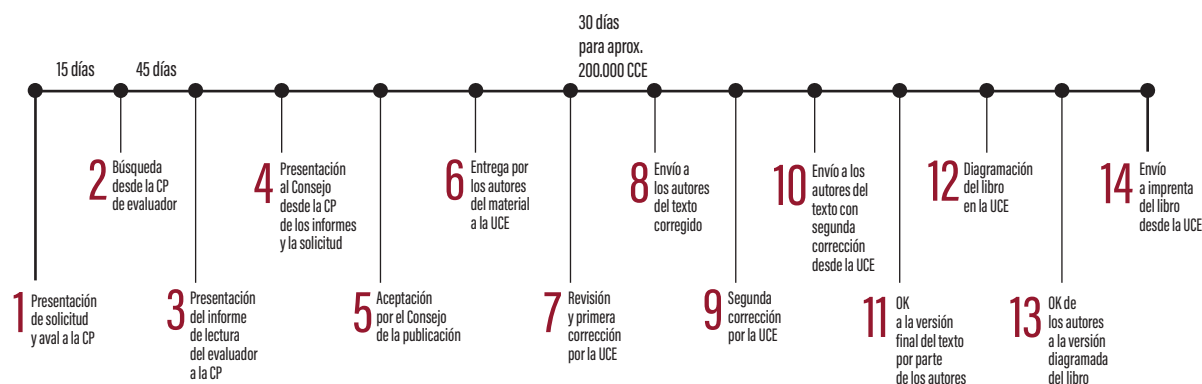 15 días
45 días
30 días
para aprox.
200.000 CCE
1 Presentación
de solicitud
y aval a la CP
2 Búsqueda
desde la CP
de evaluador
3 Presentación
del informe
de lectura
del evaluador
a la CP
4 Presentación
al Consejo
desde la CP
de los informes
y la solicitud
5 Aceptación
por el Consejo
de la publicación
6 Entrega por
los autores
del material
a la UCE
7 Revisión
y primera
corrección
por la UCE
8 Envío a
los autores
del texto
corregido
9 Segunda
corrección
por la UCE
10 Envío a los
autores del
texto con
segunda
corrección
desde la UCE
11 OK
a la versión
final del texto
por parte
de los autores
12 Diagramación
del libro
en la UCE
13 OK de
los autores
a la versión
diagramada
del libro
14 Envío
a imprenta
del libro
desde la UCE